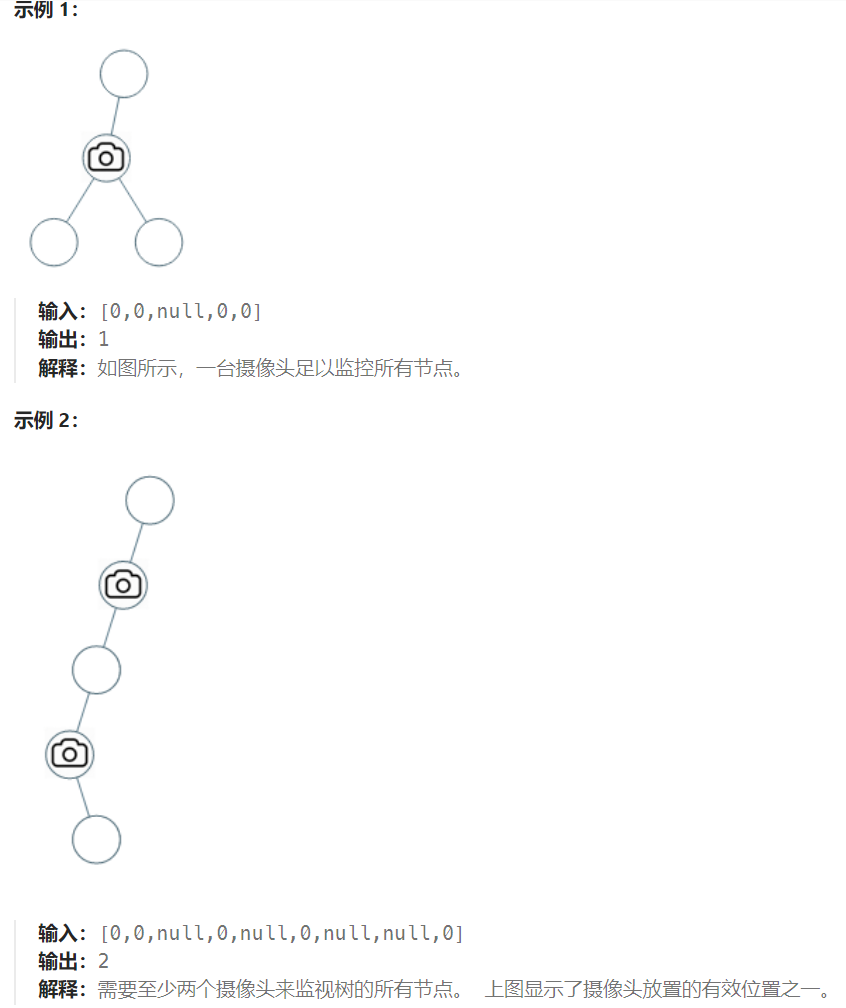 示例 1：
输入：[0,0,null,0,0]
输出：1
解释：如图所示，一台摄像头足以监控所有节点。
示例 2：
输入：[0,0,null,0,null,0,null,null,0]
输出：2
解释：需要至少两个摄像头来监视树的所有节点。 上图显示了摄像头放置的有效位置之一。